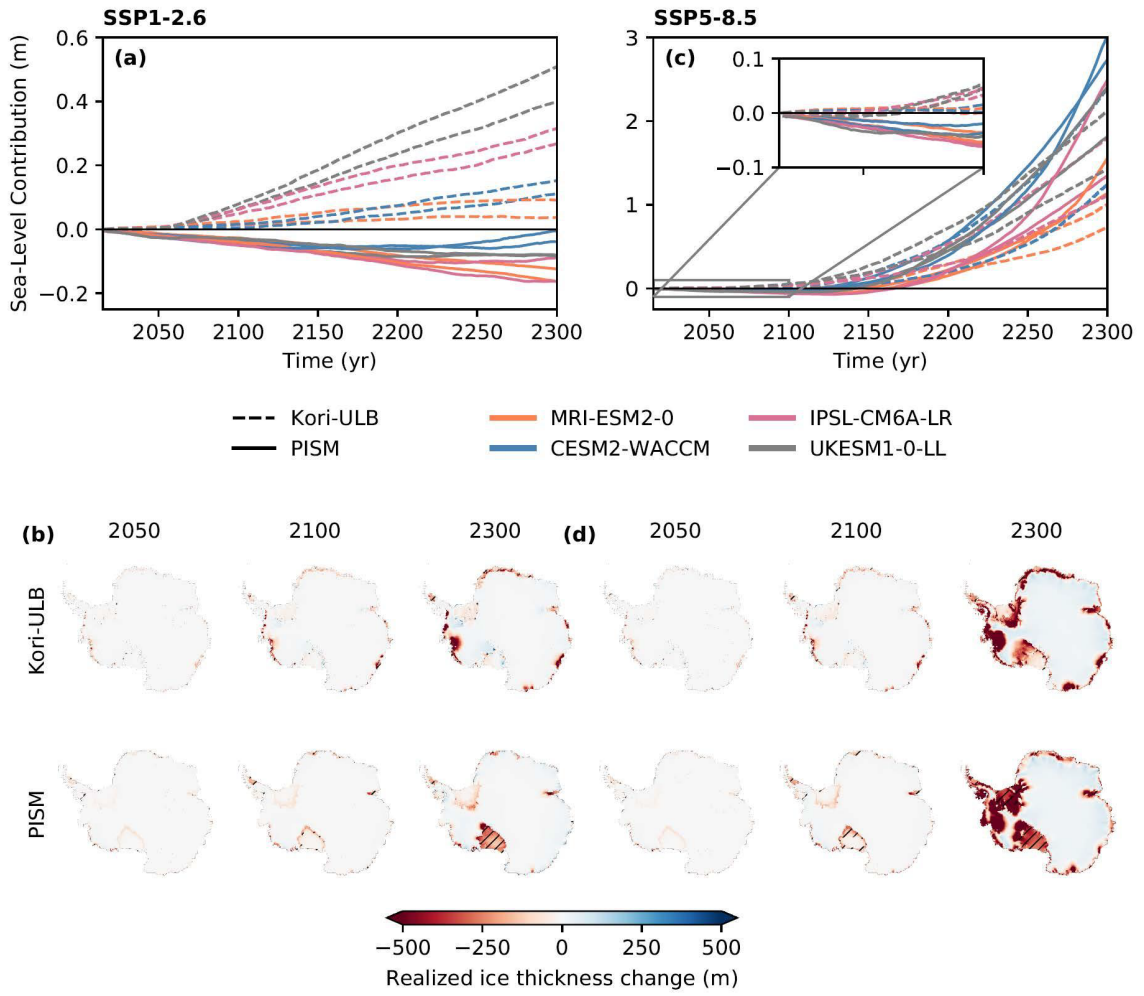 SSP1-2.6
SSP5-8.5
Sea-Level Contribution (m)
(a)
0.6
0.4
0.2
0.0
−0.2
2050 2100 2150 2200 2250 2300
Time (yr)
(c)
3
2
1
0
0.1
0.0
−0.1
2050 2100 2150 2200 2250 2300
Time (yr)
Kori-ULB MRI-ESM2-0 IPSL-CM6A-LR
PISM CESM2-WACCM UKESM1-0-LL
(b) 2050 2100 2300 (d) 2050 2100 2300
Kori-ULB
PISM
−500 −250 0 250 500
Realized ice thickness change (m)